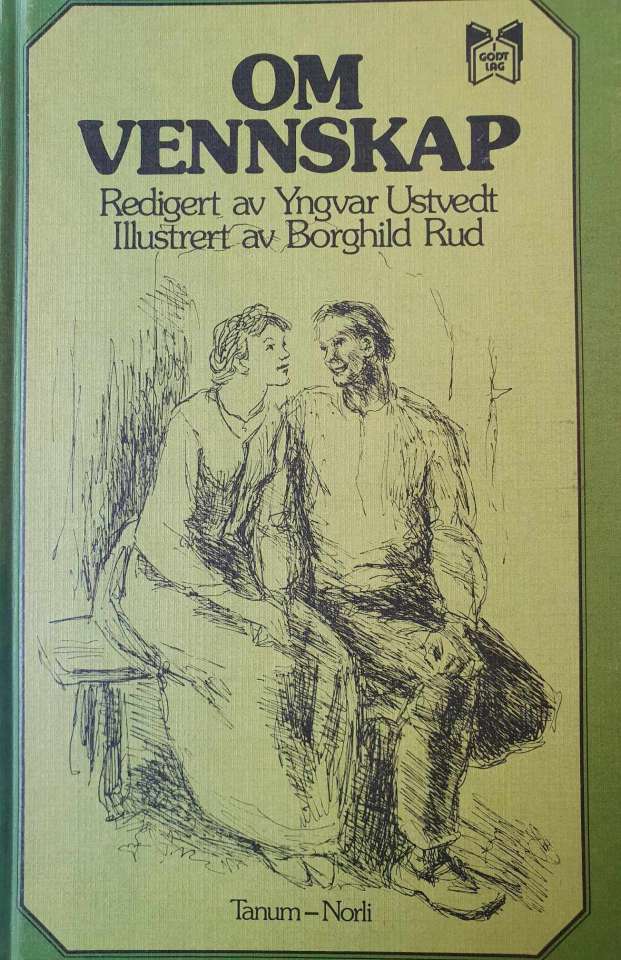 I
GODT
LAG
OM
VENNSKAP
Redigert av Yngvar Ustvedt
Illustrert av Borghild Rud
Tanum – Norli